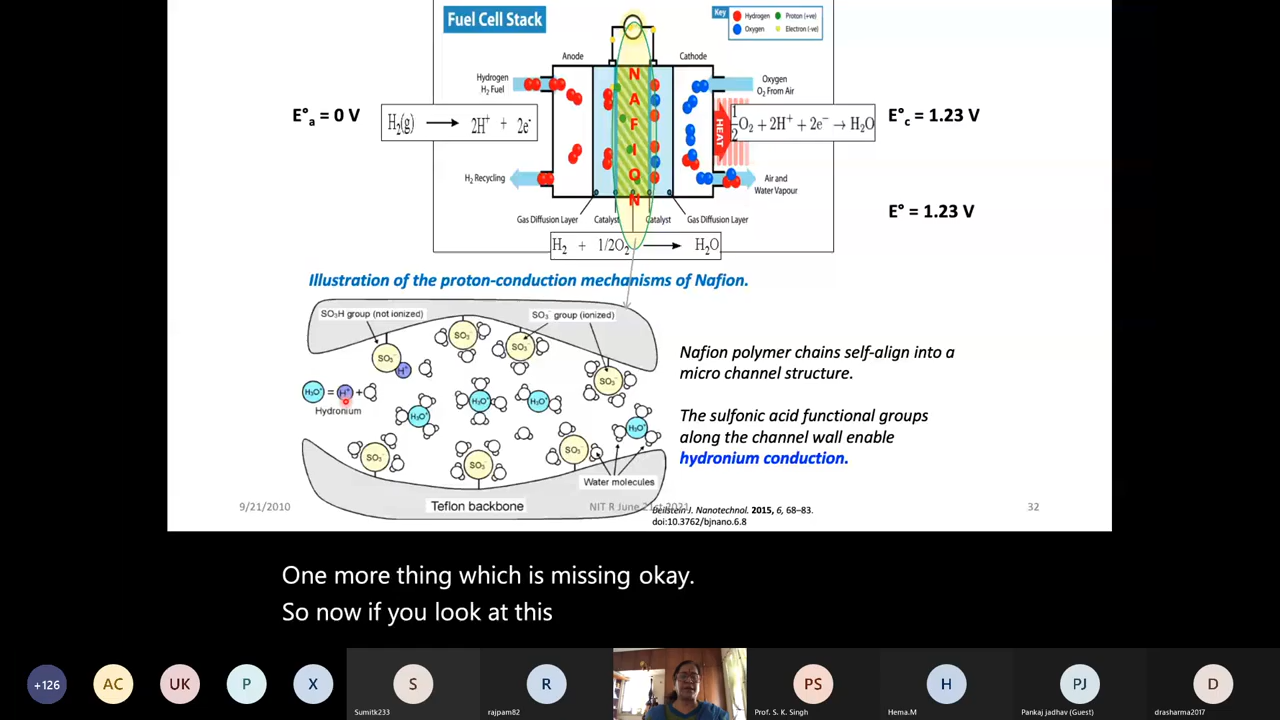 Fuel Cell Stack
Key
Hydrogen
Proton (+ve)
Oxygen
Electron (-ve)
Anode
Cathode
Hydrogen
H₂ Fuel
Oxygen
O₂ From Air
E°ₐ = 0 V
H₂(g) → 2H⁺ + 2e⁻
NAFION
HEAT
1/2 O₂ + 2H⁺ + 2e⁻ → H₂O
E°c = 1.23 V
H₂ Recycling
Air and
Water Vapour
E° = 1.23 V
Gas Diffusion Layer
Catalyst
Catalyst
Gas Diffusion Layer
H₂ + 1/2O₂ → H₂O
Illustration of the proton-conduction mechanisms of Nafion.
SO₃H group (not ionized)
SO₃⁻ group (ionized)
SO₃⁻
SO₃⁻
SO₃⁻
H⁺
SO₃⁻
H₃O⁺ = H⁺ +
Hydronium
H₃O⁺
H₃O⁺
H₃O⁺
H₃O⁺
SO₃⁻
SO₃⁻
SO₃⁻
Water molecules
Teflon backbone
Nafion polymer chains self-align into a
micro channel structure.
The sulfonic acid functional groups
along the channel wall enable
hydronium conduction.
9/21/2010
NIT R June 21st 2021
32
Beilstein J. Nanotechnol. 2015, 6, 68–83.
doi:10.3762/bjnano.6.8
One more thing which is missing okay.
So now if you look at this
+126
AC
UK
P
X
S
R
PS
H
PJ
D
Sumitk233
rajpam82
Prof. S. K. Singh
Hema.M
Pankaj jadhav (Guest)
drasharma2017